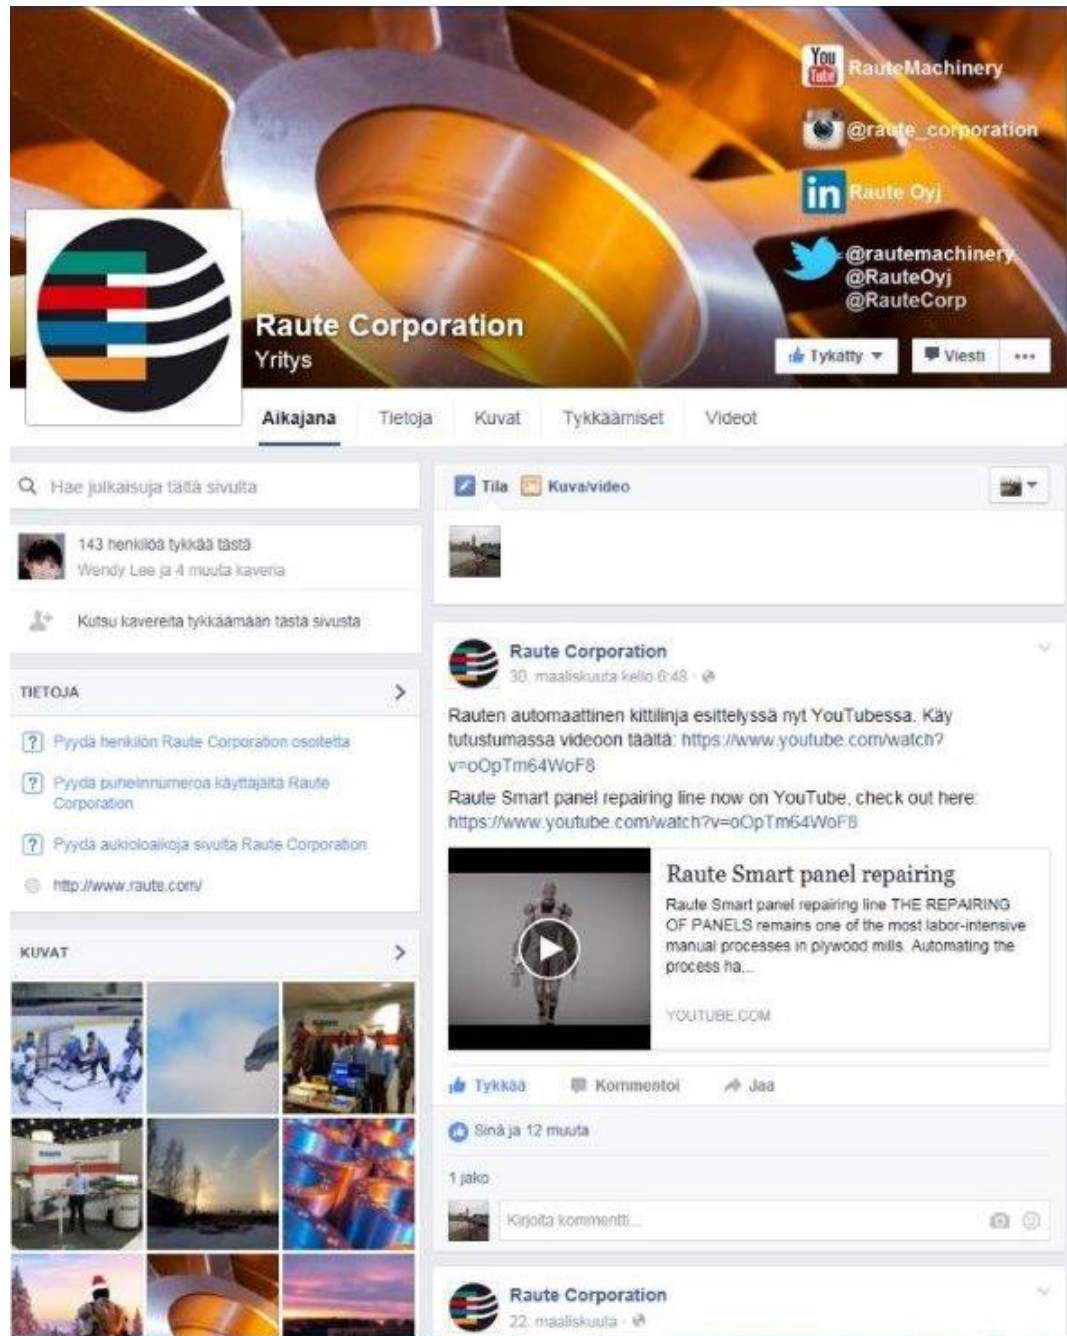 You
Tube
RauteMachinery
@raute_corporation
in Raute Oyj
@rautemachinery
@RauteOyj
@RauteCorp
Raute Corporation
Yritys
Tykätty
Viesti
Aikajana Tietoja Kuvat Tykkäämiset Videot
Hae julkaisuja tältä sivulta
143 henkilöä tykkää tästä
Wendy Lee ja 4 muuta kaveria
Kutsu kavereita tykkäämään tästä sivusta
TIETOJA
? Pyydä henkilön Raute Corporation osoitetta
? Pyydä puhelinnumeroa käyttäjältä Raute
Corporation
? Pyydä aukioloaikoja sivulta Raute Corporation
http://www.raute.com/
KUVAT
Tila Kuva/video
Raute Corporation
30. maaliskuuta kello 6:48 ·
Rauten automaattinen kittilinja esittelyssä nyt YouTubessa. Käy
tutustumassa videoon täältä: https://www.youtube.com/watch?
v=oOpTm64WoF8
Raute Smart panel repairing line now on YouTube, check out here:
https://www.youtube.com/watch?v=oOpTm64WoF8
Raute Smart panel repairing
Raute Smart panel repairing line THE REPAIRING
OF PANELS remains one of the most labor-intensive
manual processes in plywood mills. Automating the
process ha...
YOUTUBE.COM
Tykkää Kommentoi Jaa
Sinä ja 12 muuta
1 jako
Kirjoita kommentti...
Raute Corporation
22. maaliskuuta ·